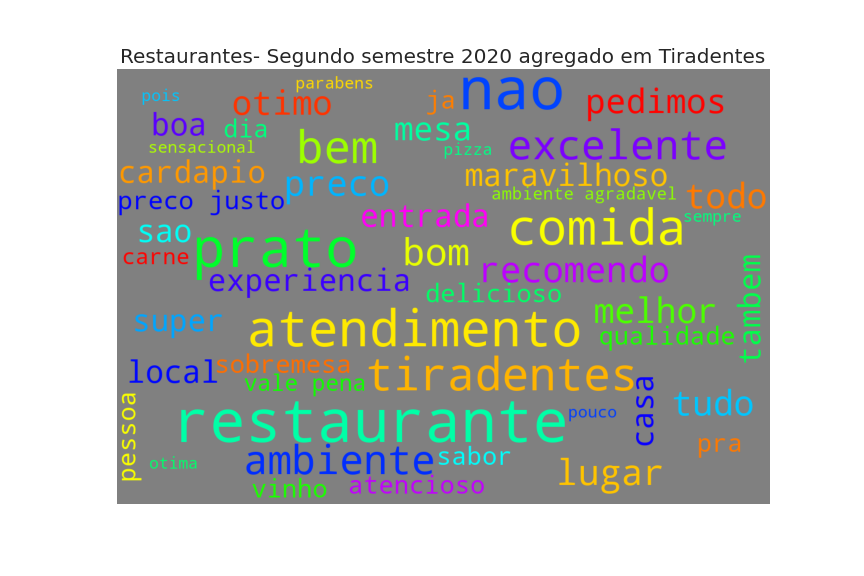 Restaurantes- Segundo semestre 2020 agregado em Tiradentes
parabens
nao
pois
otimo
ja
pedimos
boa
dia
mesa
bem
excelente
sensacional
pizza
cardapio
preco
maravilhoso
preco justo
ambiente agradavel
todo
entrada
sempre
sao
comida
prato
bom
carne
experiencia
recomendo
delicioso
tambem
super
melhor
atendimento
qualidade
local
sobremesa
vale pena
tiradentes
casa
tudo
pessoa
restaurante
pouco
pra
otima
ambiente
sabor
lugar
vinho
atencioso